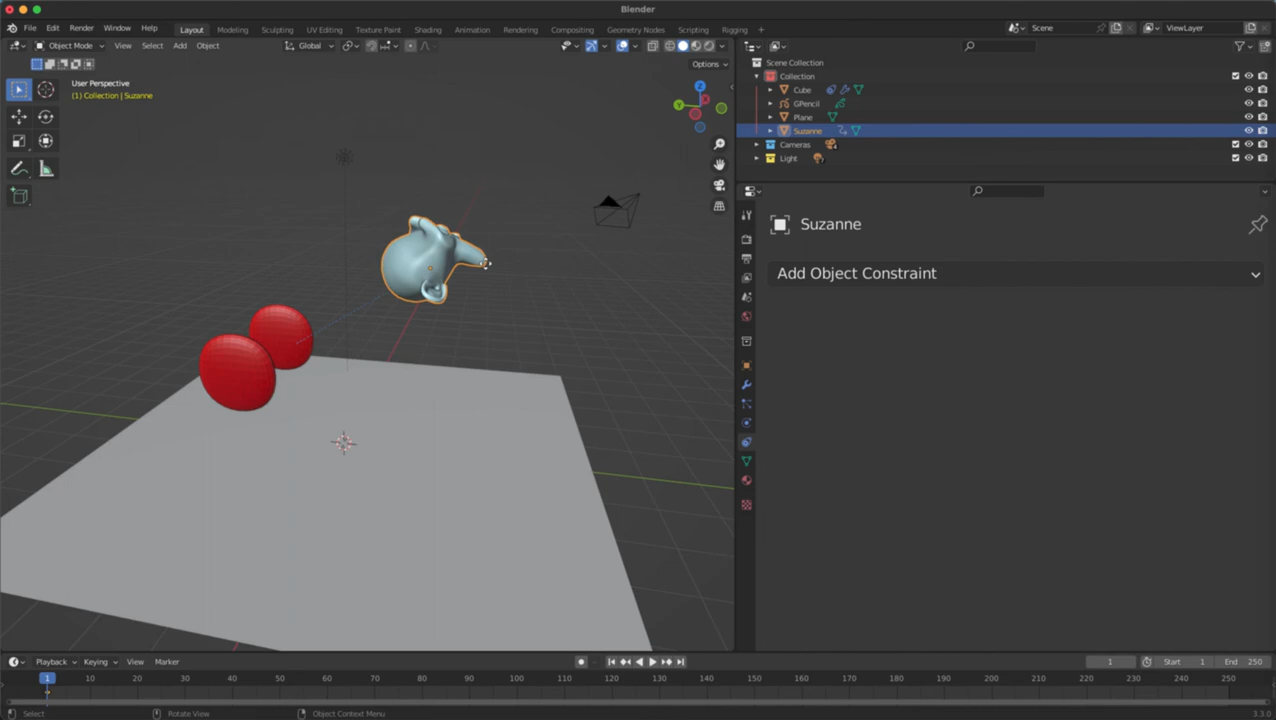 Blender
File Edit Render Window Help
Layout Modeling Sculpting UV Editing Texture Paint Shading Animation Rendering Compositing Geometry Nodes Scripting Rigging +
Scene
ViewLayer
Object Mode View Select Add Object
Global
Options
User Perspective
(1) Collection | Suzanne
Z
Y
X
Scene Collection
Collection
Cube
GPencil
Plane
Suzanne
Cameras
Light
Suzanne
Add Object Constraint
Playback Keying View Marker
1
Start 1
End 250
1 10 20 30 40 50 60 70 80 90 100 110 120 130 140 150 160 170 180 190 200 210 220 230 240 250
Select Rotate View Object Context Menu
3.3.0